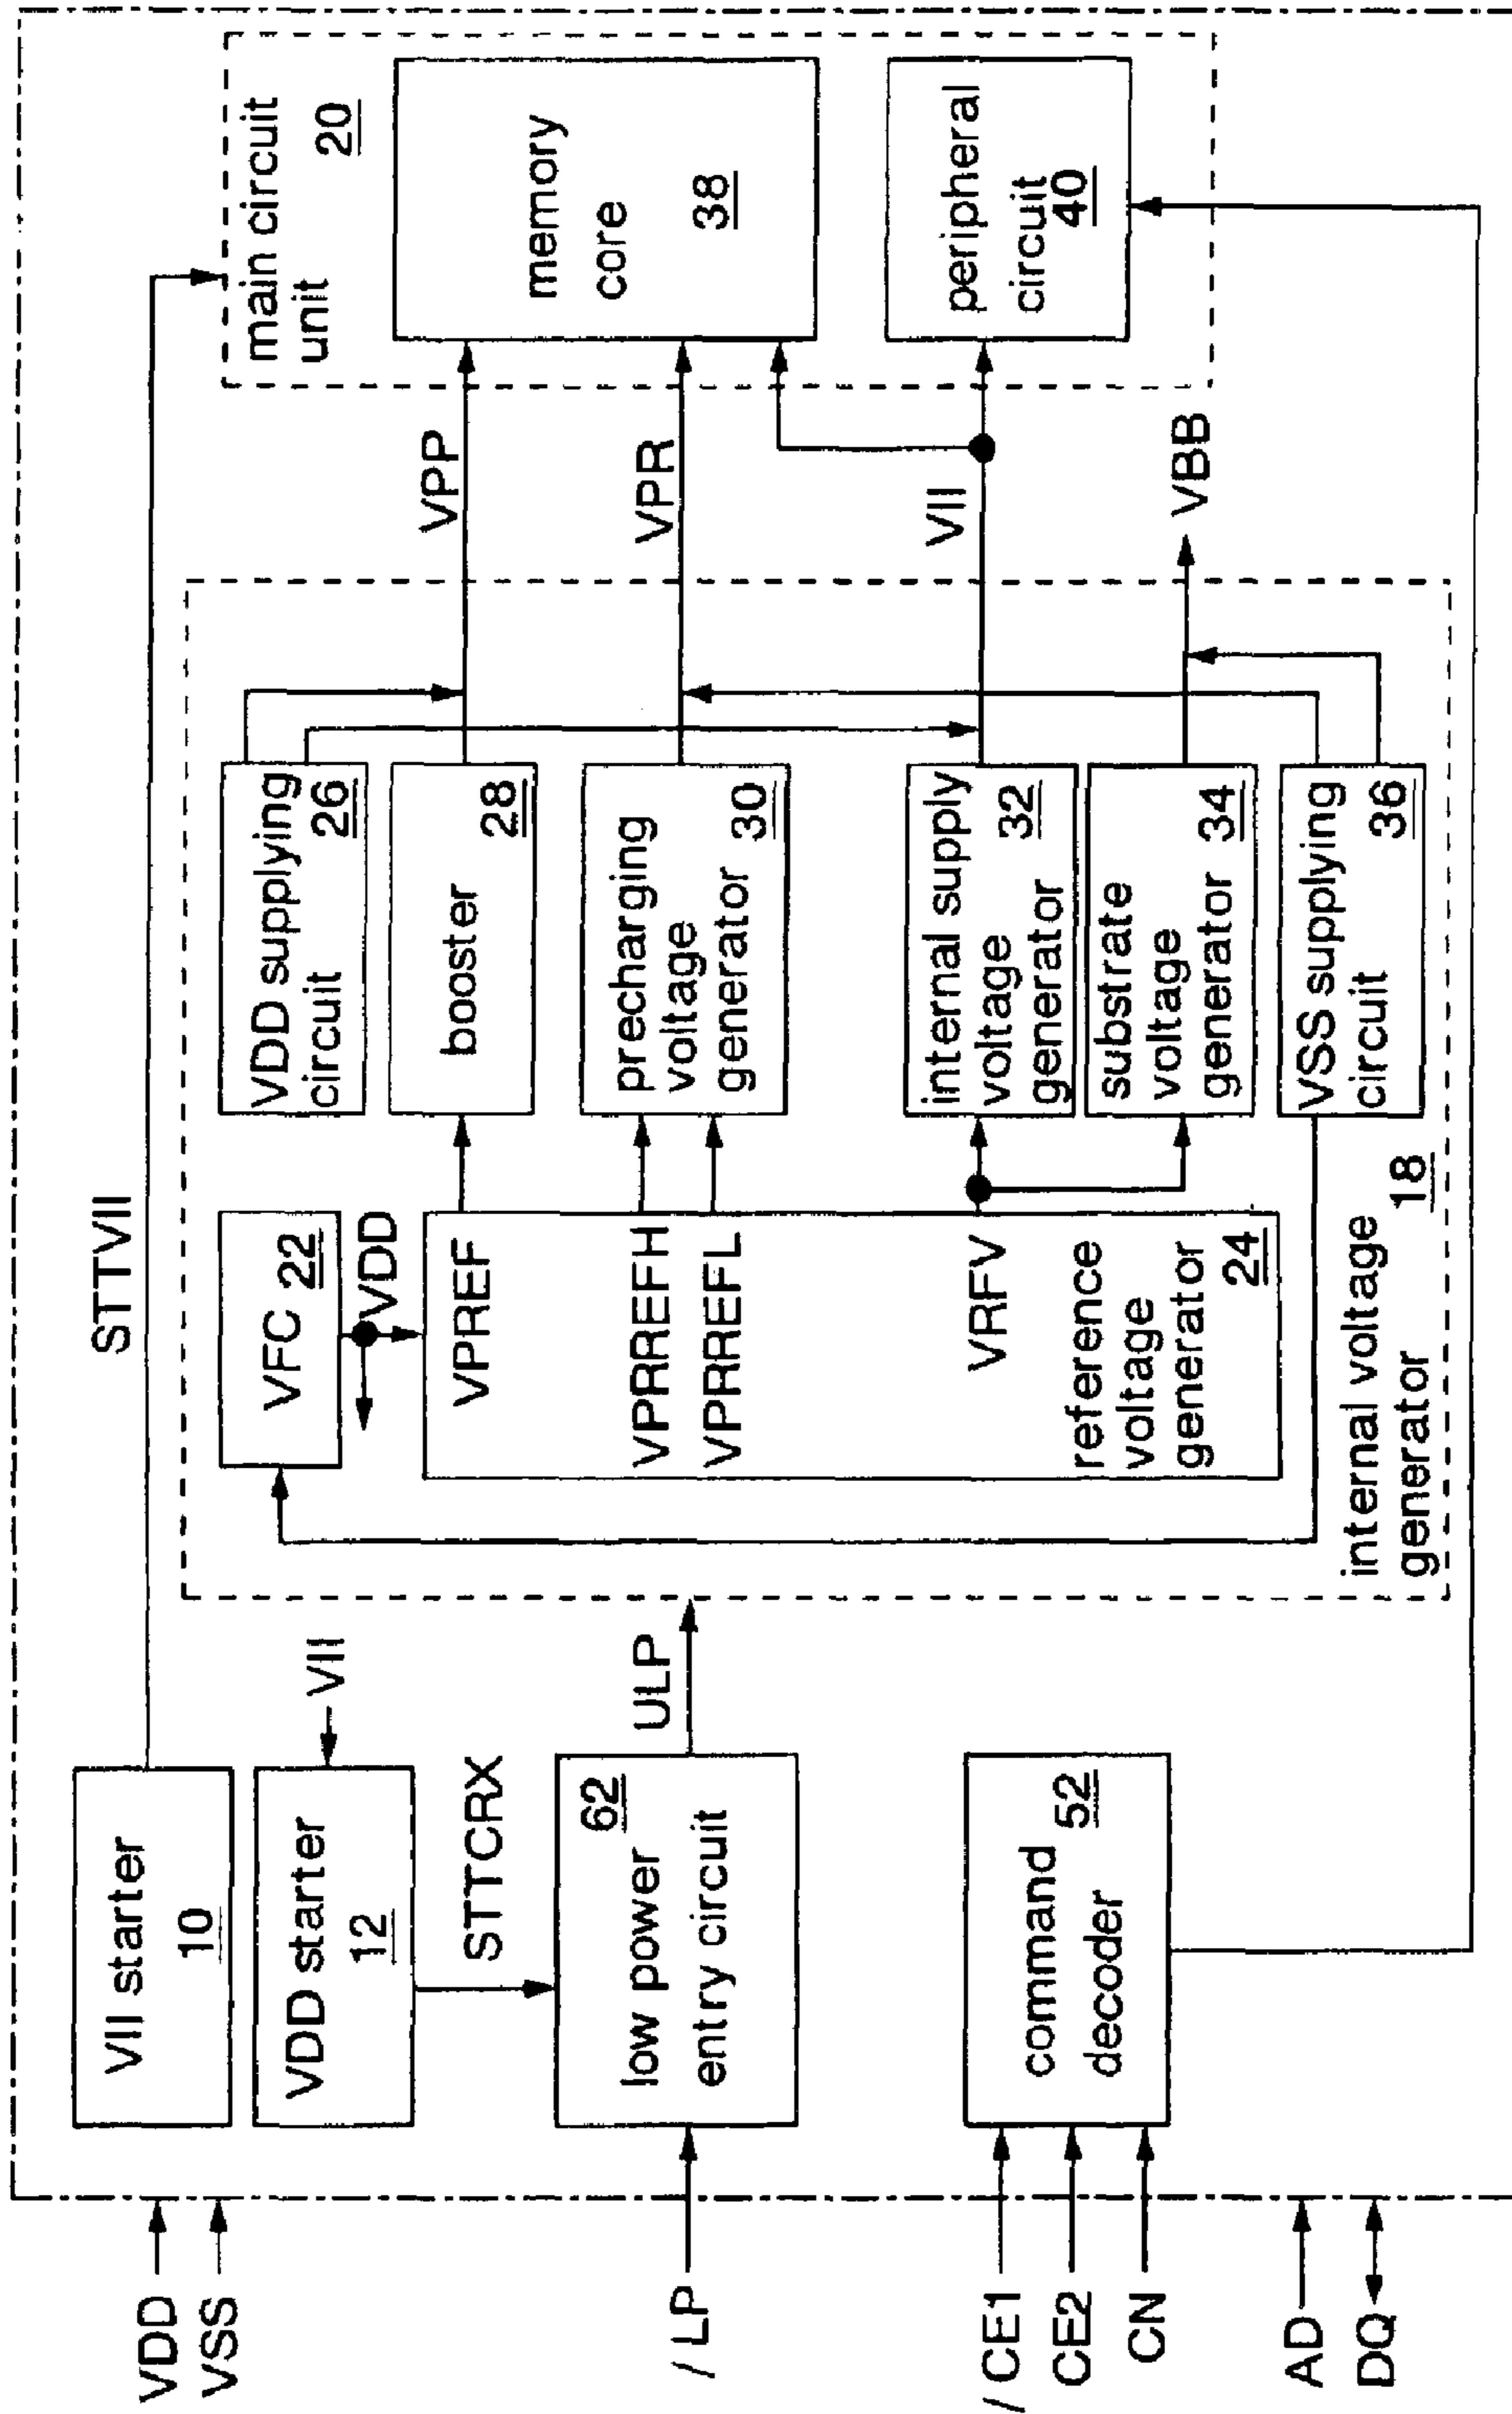 VDD
VSS
/ LP
/ CE1
CE2
CN
AD
DQ
VII starter
10
VDD starter
12
VII
STTCRX
low power
62
entry circuit
ULP
command
decoder
52
STTVII
VFC 22
VDD
VPREF
VPRREFH
VPRREFL
VRFV
reference
voltage
generator
24
internal voltage
generator
18
VDD supplying
circuit
26
booster
28
precharging
voltage
generator
30
internal supply
voltage
generator
32
substrate
voltage
generator
34
VSS supplying
circuit
36
VPP
VPR
VII
VBB
main circuit
unit
20
memory
core
38
peripheral
circuit
40